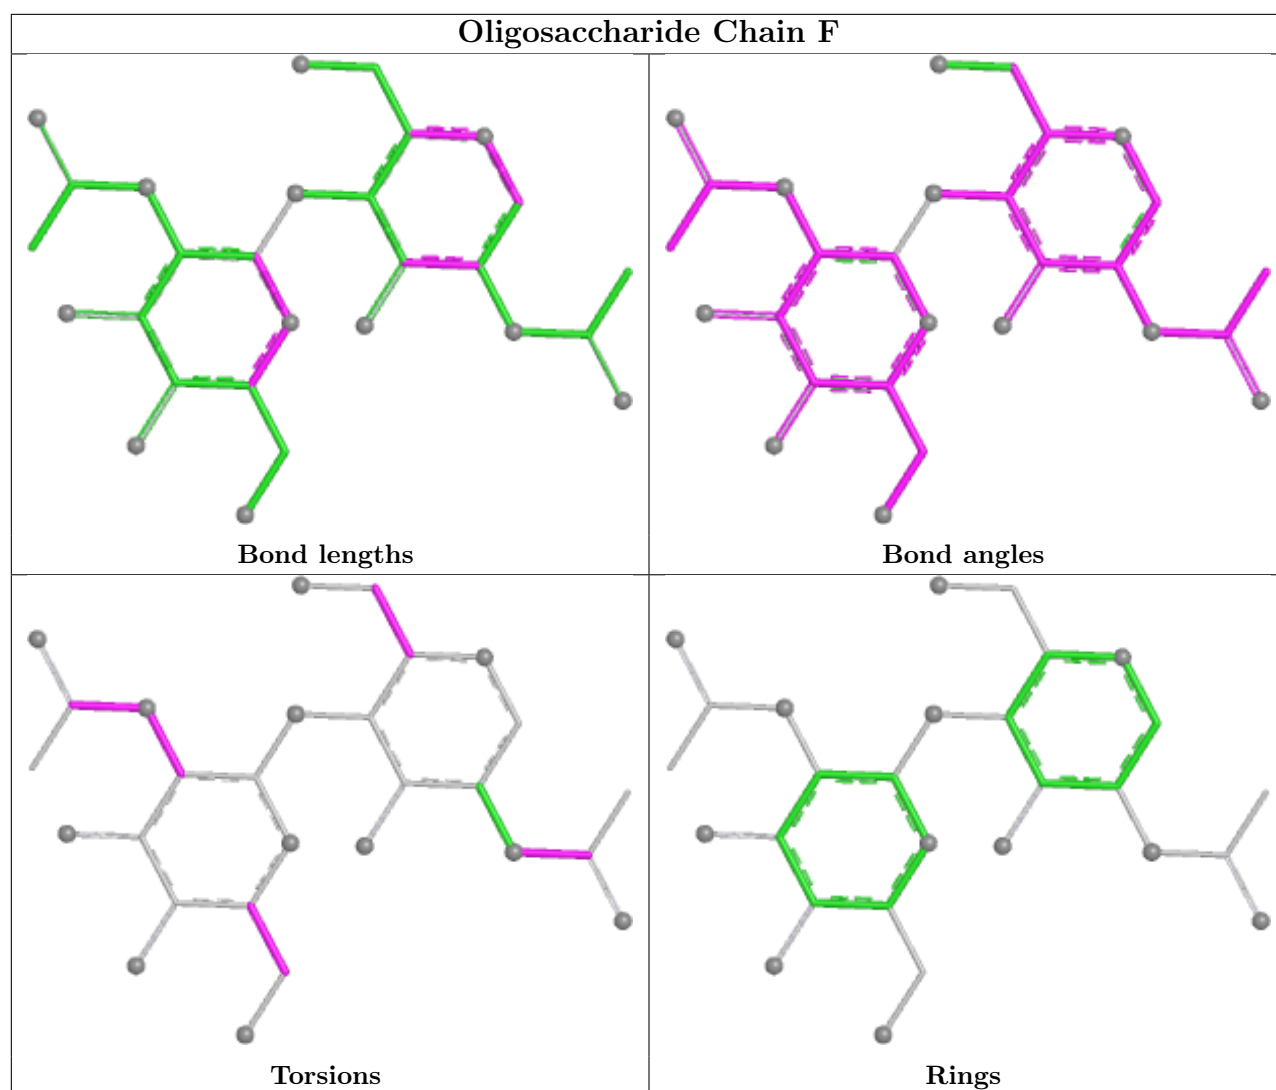 Oligosaccharide Chain F
Bond lengths
Bond angles
Torsions
Rings